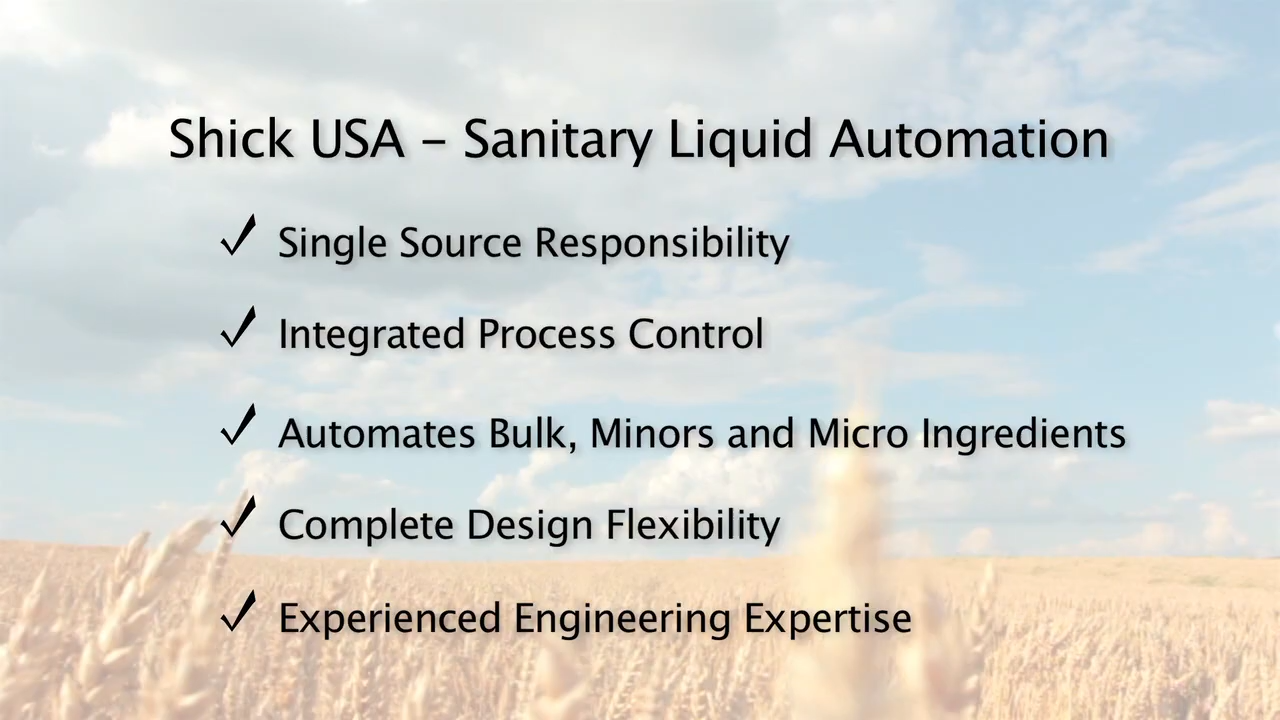 Shick USA – Sanitary Liquid Automation
✓ Single Source Responsibility
✓ Integrated Process Control
✓ Automates Bulk, Minors and Micro Ingredients
✓ Complete Design Flexibility
✓ Experienced Engineering Expertise